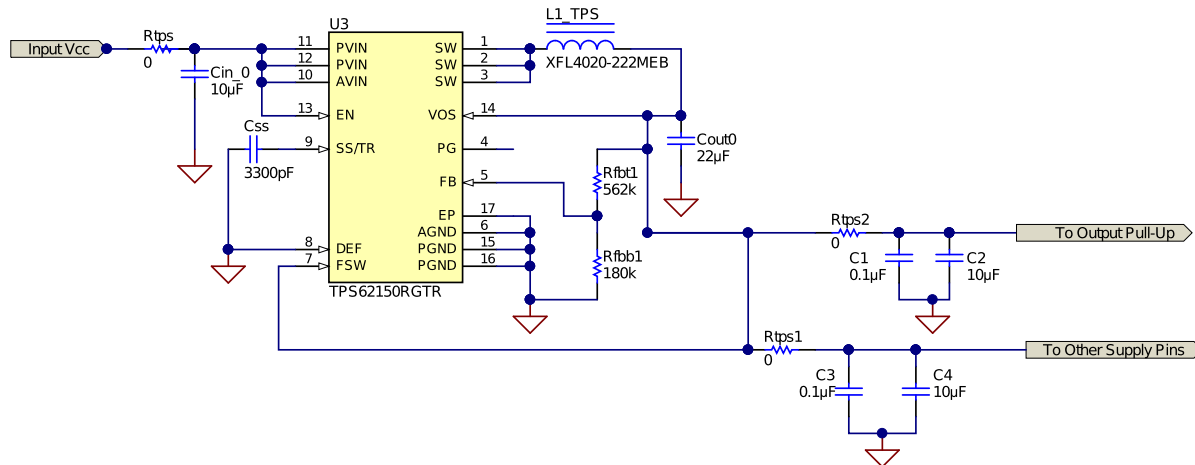 L1_TPS
U3
Input Vcc
Rtps
0
11
PVIN
SW
1
12
PVIN
SW
2
10
AVIN
SW
3
XFL4020-222MEB
Cin_0
10µF
13
EN
VOS
14
Css
3300pF
9
SS/TR
PG
4
Cout0
22µF
FB
5
Rfbt1
562k
EP
17
AGND
6
8
DEF
PGND
15
7
FSW
PGND
16
TPS62150RGTR
Rfbb1
180k
Rtps2
0
To Output Pull-Up
C1
0.1µF
C2
10µF
Rtps1
0
To Other Supply Pins
C3
0.1µF
C4
10µF